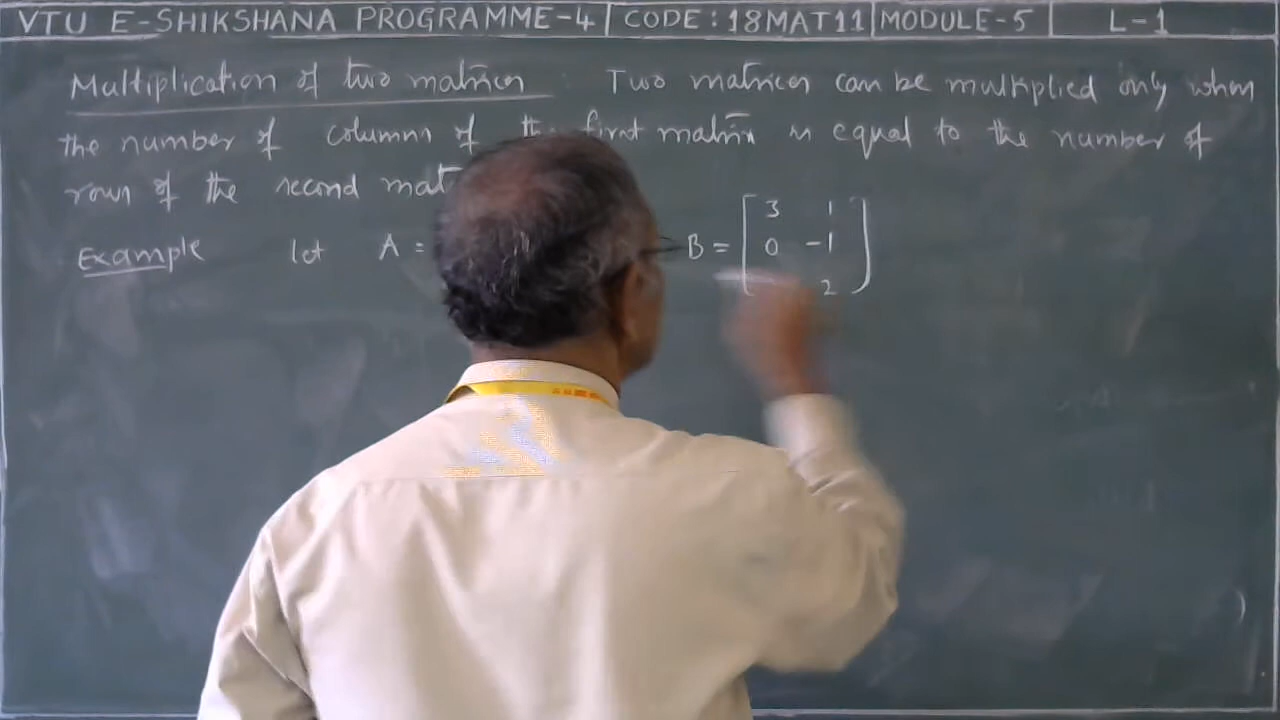 VTU E-SHIKSHANA PROGRAMME-4 | CODE: 18MAT11 | MODULE-5 | L-1
Multiplication of two matrices : Two matrices can be multiplied only when
the number of columns of the first matrix is equal to the number of
rows of the second
Example let A = B = [ 3 1
0 -1
2 ]